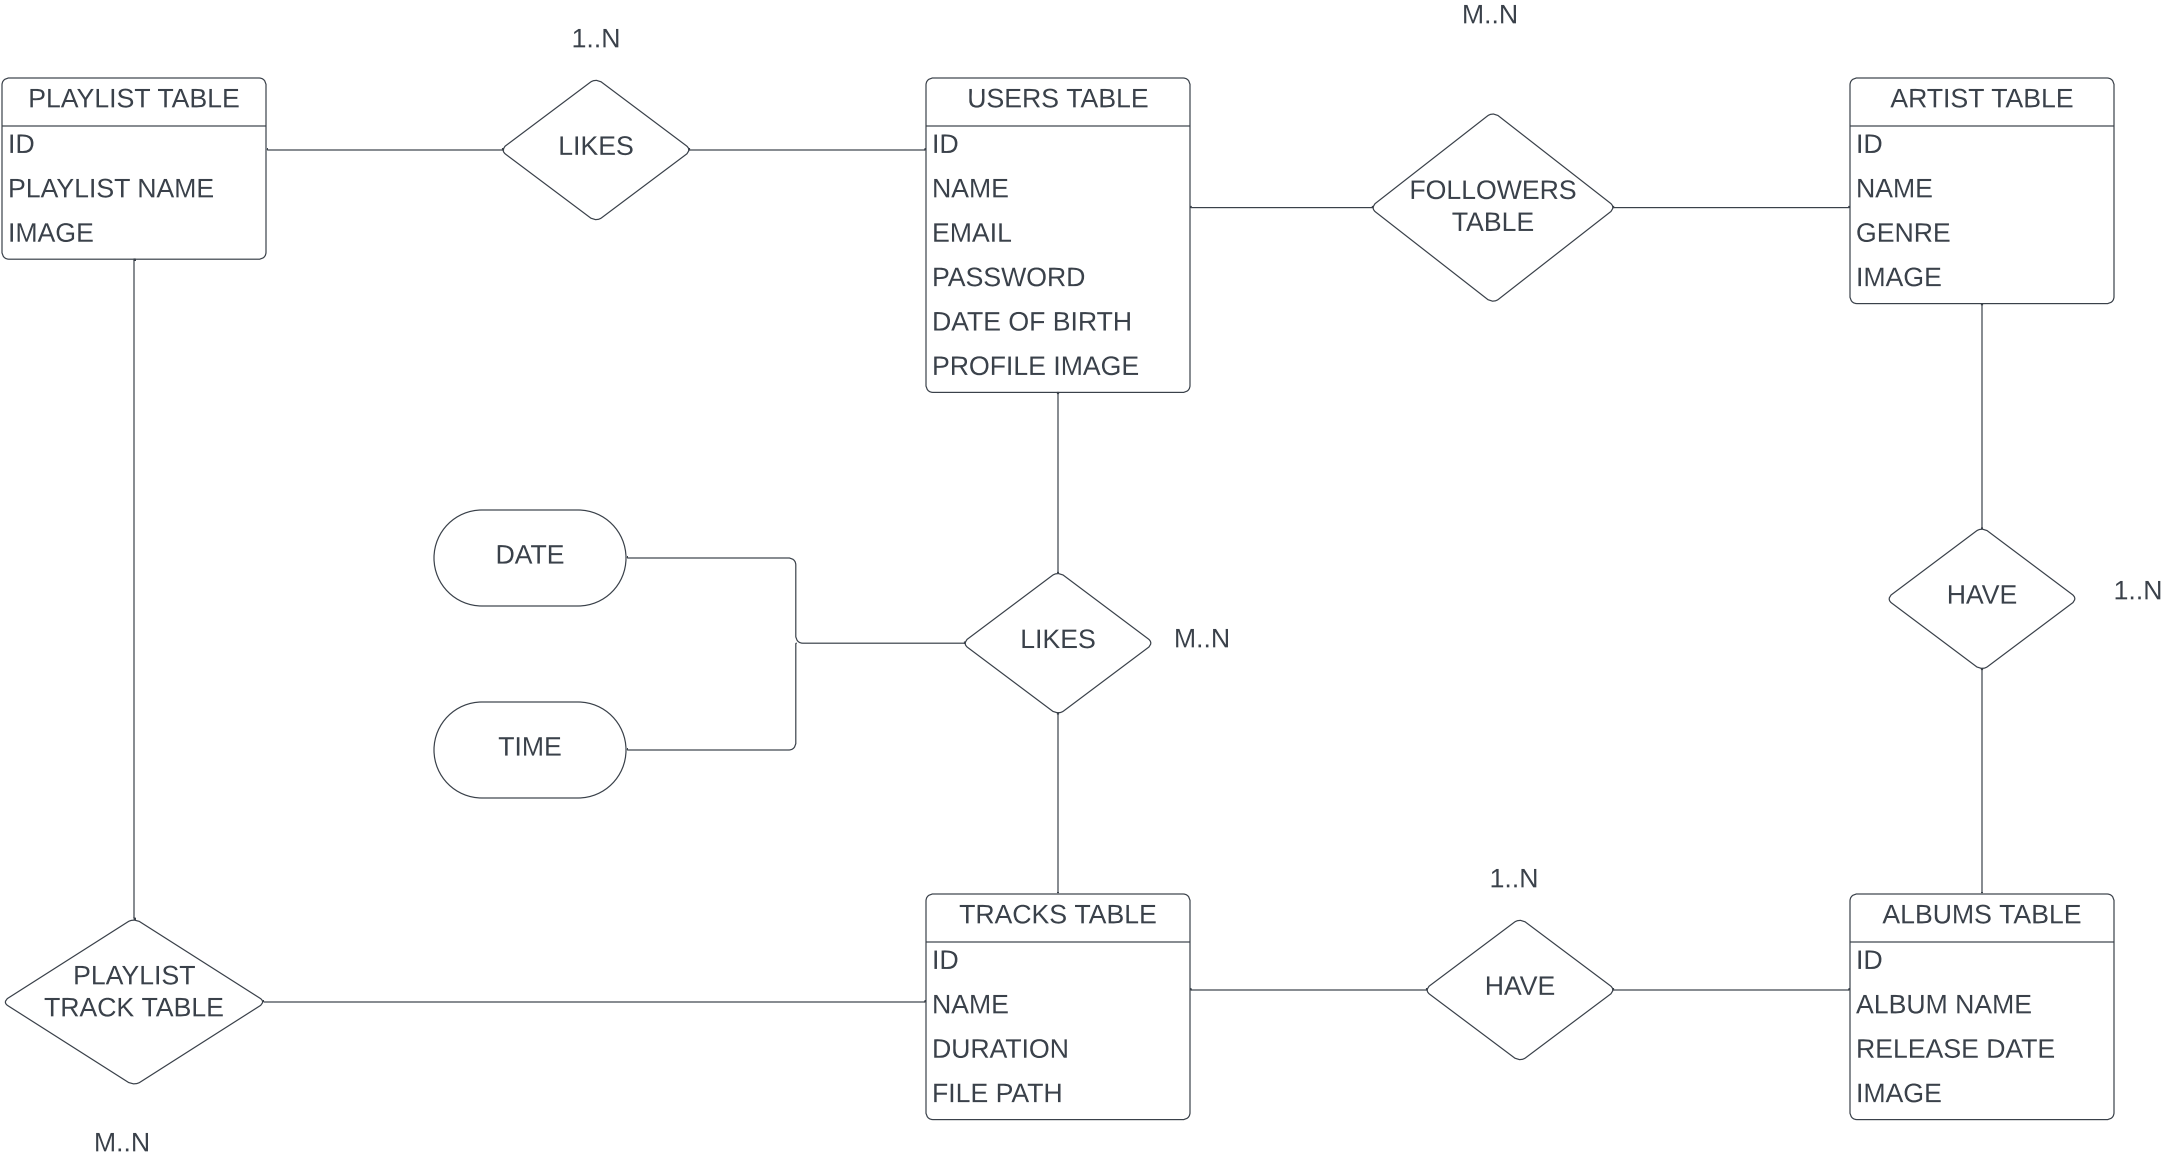 M..N
1..N
PLAYLIST TABLE
ID
PLAYLIST NAME
IMAGE
LIKES
USERS TABLE
ID
NAME
EMAIL
PASSWORD
DATE OF BIRTH
PROFILE IMAGE
FOLLOWERS
TABLE
ARTIST TABLE
ID
NAME
GENRE
IMAGE
DATE
TIME
LIKES
M..N
HAVE
1..N
PLAYLIST
TRACK TABLE
M..N
TRACKS TABLE
ID
NAME
DURATION
FILE PATH
1..N
HAVE
ALBUMS TABLE
ID
ALBUM NAME
RELEASE DATE
IMAGE